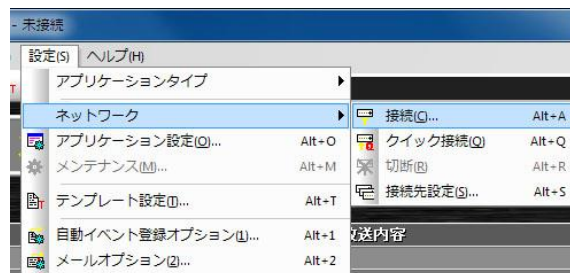 - 未接続
設定(S) ヘルプ(H)
アプリケーションタイプ
ネットワーク
接続(C)... Alt+A
アプリケーション設定(O)... Alt+O
クイック接続(Q) Alt+Q
メンテナンス(M)... Alt+M
切断(R) Alt+R
テンプレート設定(T)... Alt+T
接続先設定(S)... Alt+S
自動イベント登録オプション(1)... Alt+1
放送内容
メールオプション(2)... Alt+2